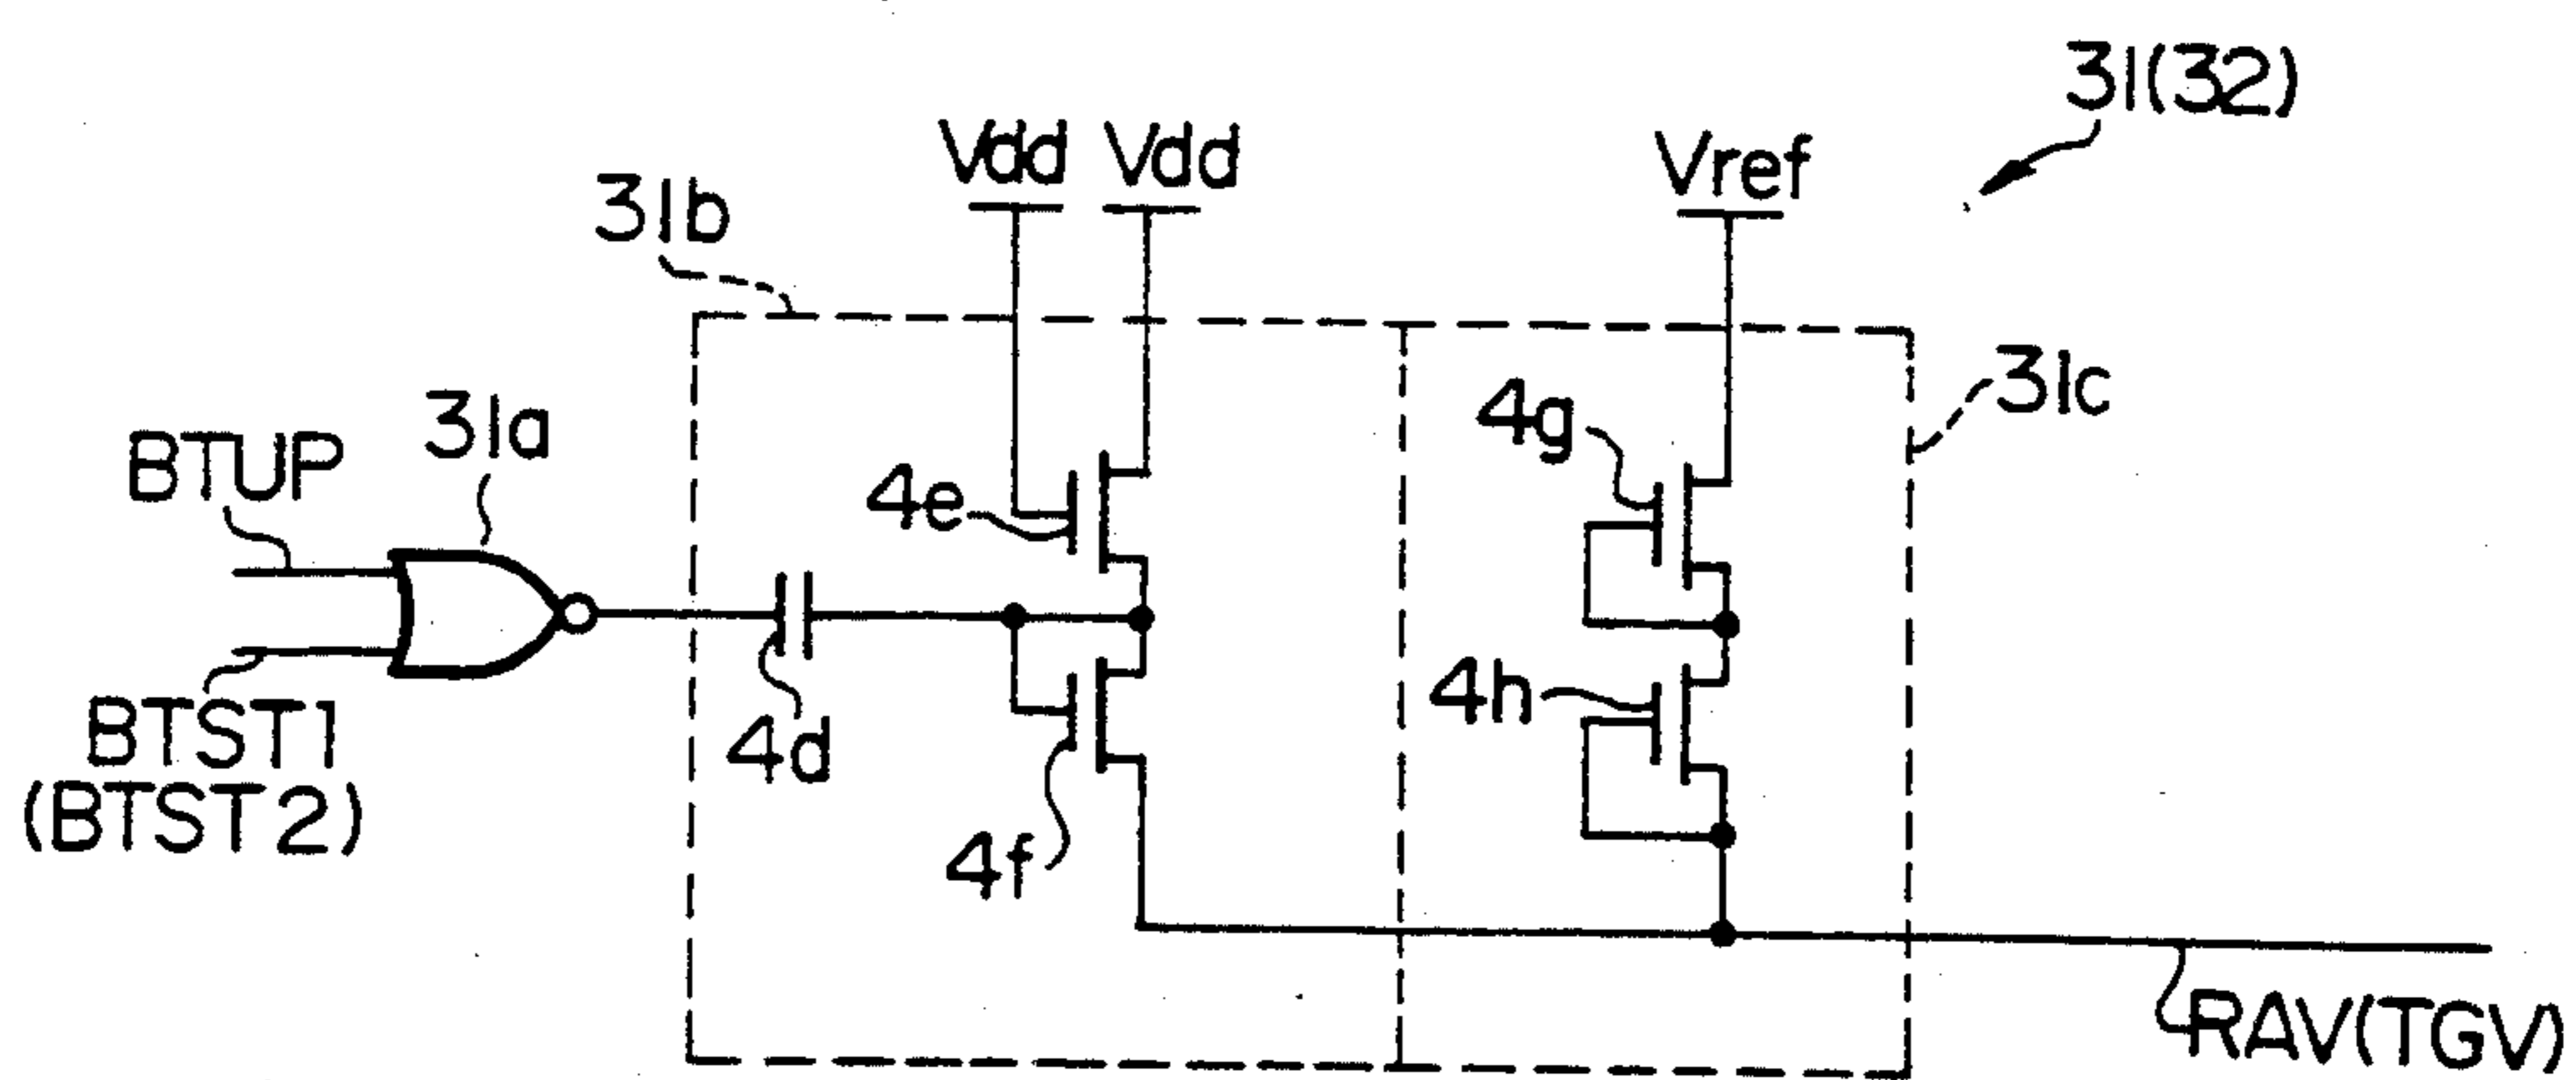 31(32)
Vdd
Vdd
Vref
31b
31c
31a
BTUP
4e
4g
4h
BTST1
(BTST2)
4d
4f
RAV(TGV)